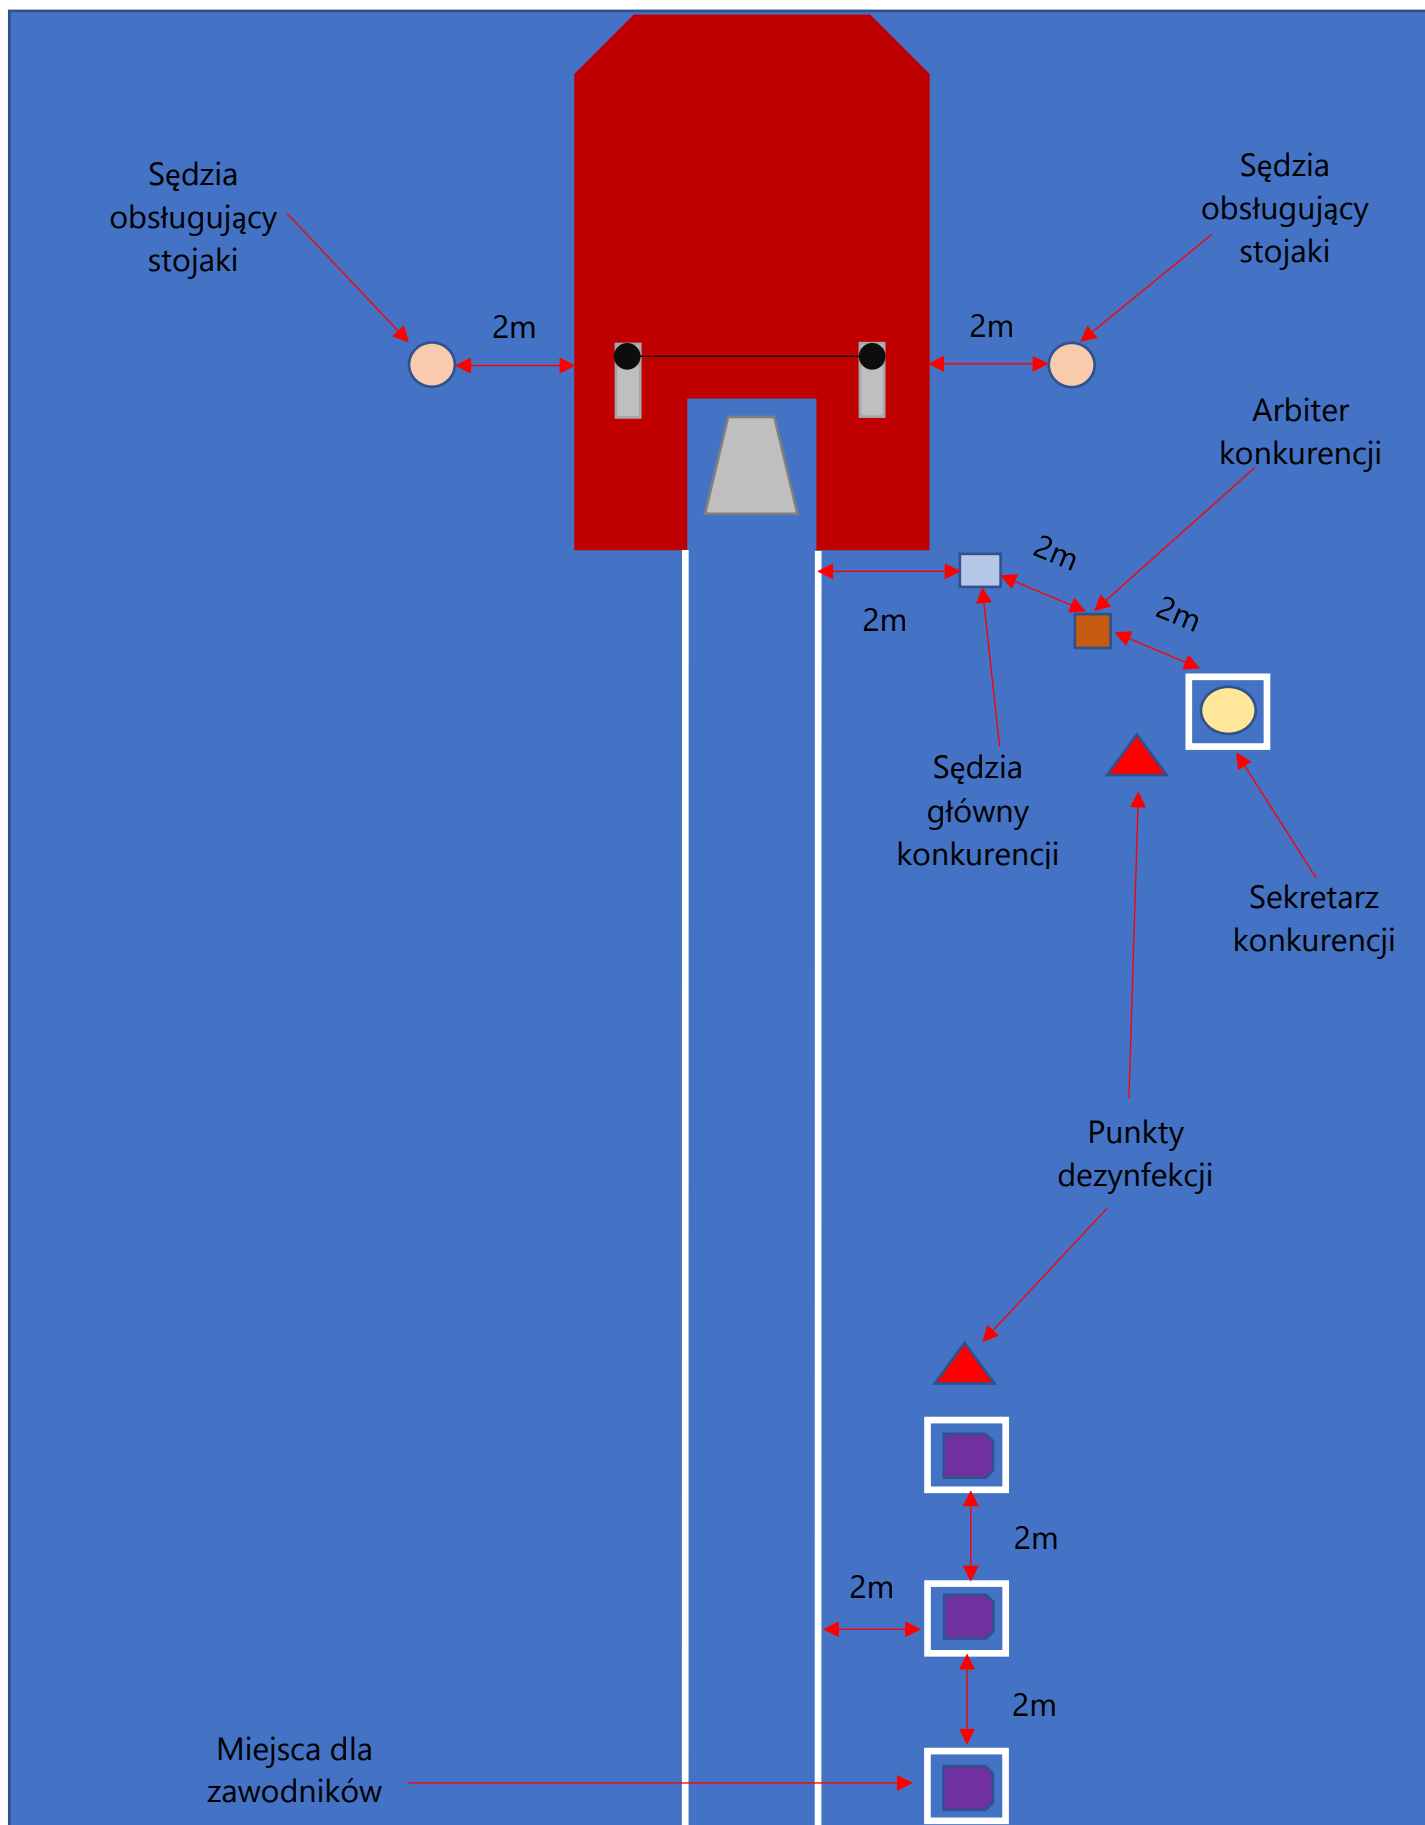 Sędzia
obsługujący
stojaki
Sędzia
obsługujący
stojaki
2m
2m
Arbiter
konkurencji
2m
2m
2m
Sędzia
główny
konkurencji
Sekretarz
konkurencji
Punkty
dezynfekcji
2m
2m
2m
Miejsca dla
zawodników